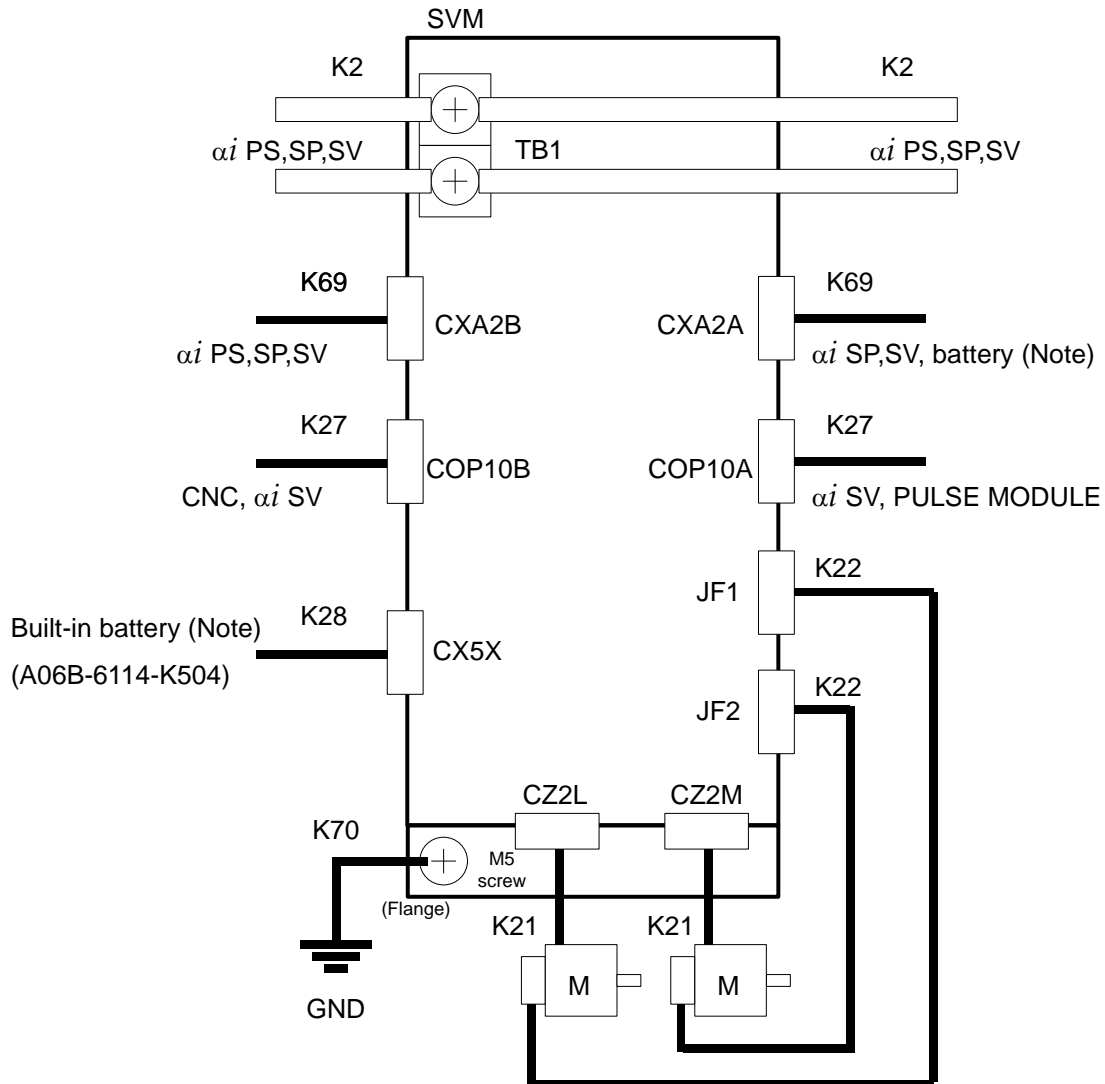 SVM
K2
K2
αi PS,SP,SV
TB1
αi PS,SP,SV
K69
K69
CXA2B
CXA2A
αi PS,SP,SV
αi SP,SV, battery (Note)
K27
K27
COP10B
COP10A
CNC, αi SV
αi SV, PULSE MODULE
JF1
K22
K28
Built-in battery (Note)
(A06B-6114-K504)
CX5X
K22
JF2
CZ2L
CZ2M
K70
M5
screw
(Flange)
K21
K21
M
M
GND